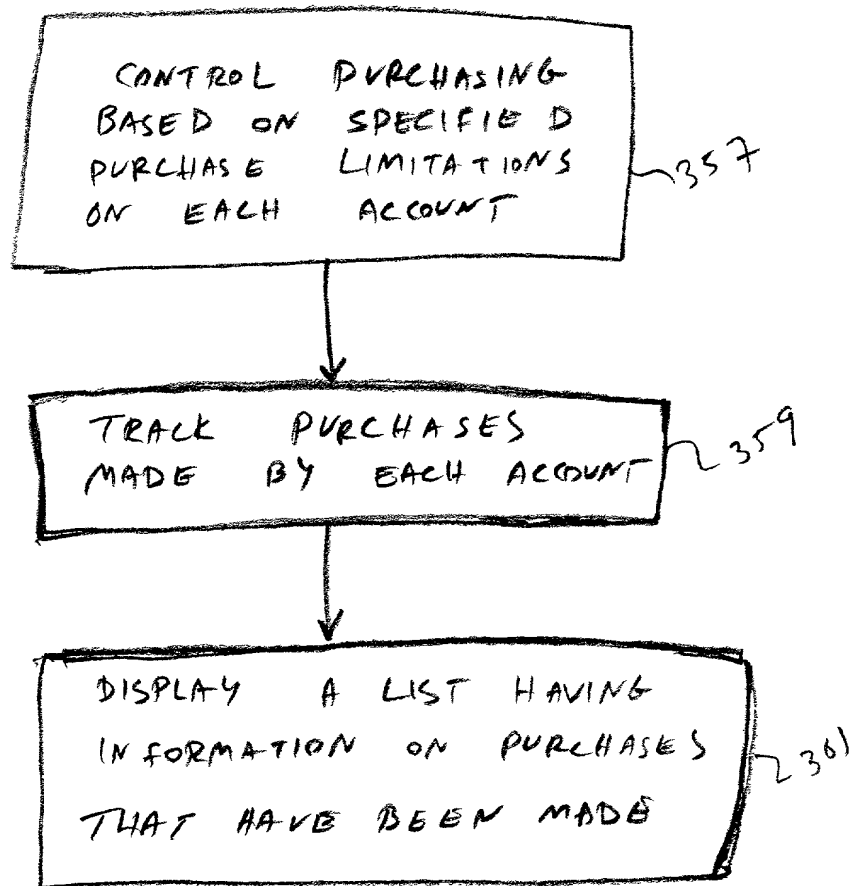 CONTROL PURCHASING
BASED ON SPECIFIED
PURCHASE LIMITATIONS
ON EACH ACCOUNT
357
TRACK PURCHASES
MADE BY EACH ACCOUNT
359
DISPLAY A LIST HAVING
INFORMATION ON PURCHASES
THAT HAVE BEEN MADE
361